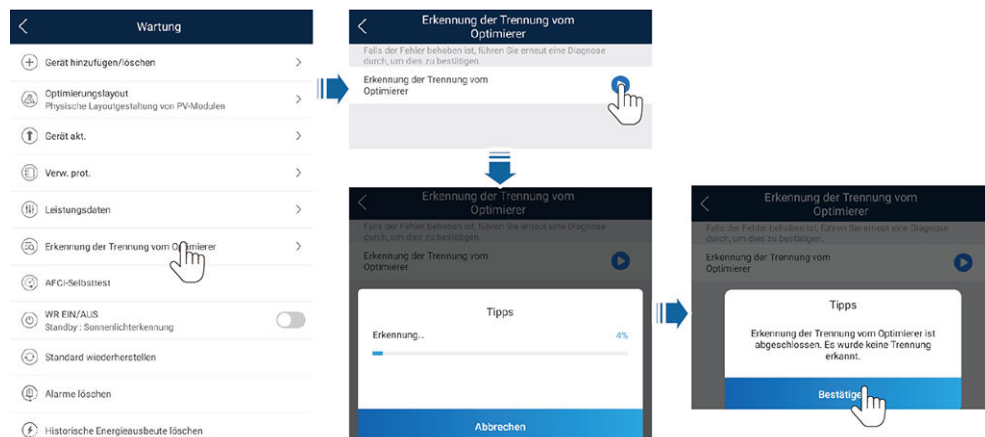 Wartung
Gerät hinzufügen/löschen
Optimierungslayout
Physische Layoutgestaltung von PV-Modulen
Gerät akt.
Verw. prot.
Leistungsdaten
Erkennung der Trennung vom Optimierer
AFCI-Selbsttest
WR EIN/AUS
Standby : Sonnenlichterkennung
Standard wiederherstellen
Alarme löschen
Historische Energieausbeute löschen
Erkennung der Trennung vom
Optimierer
Falls der Fehler behoben ist, führen Sie erneut eine Diagnose
durch, um dies zu bestätigen.
Erkennung der Trennung vom
Optimierer
Erkennung der Trennung vom
Optimierer
Falls der Fehler behoben ist, führen Sie erneut eine Diagnose
durch, um dies zu bestätigen.
Erkennung der Trennung vom
Optimierer
Tipps
Erkennung... 4%
Abbrechen
Erkennung der Trennung vom
Optimierer
Falls der Fehler behoben ist, führen Sie erneut eine Diagnose
durch, um dies zu bestätigen.
Erkennung der Trennung vom
Optimierer
Tipps
Erkennung der Trennung vom Optimierer ist
abgeschlossen. Es wurde keine Trennung
erkannt.
Bestätige